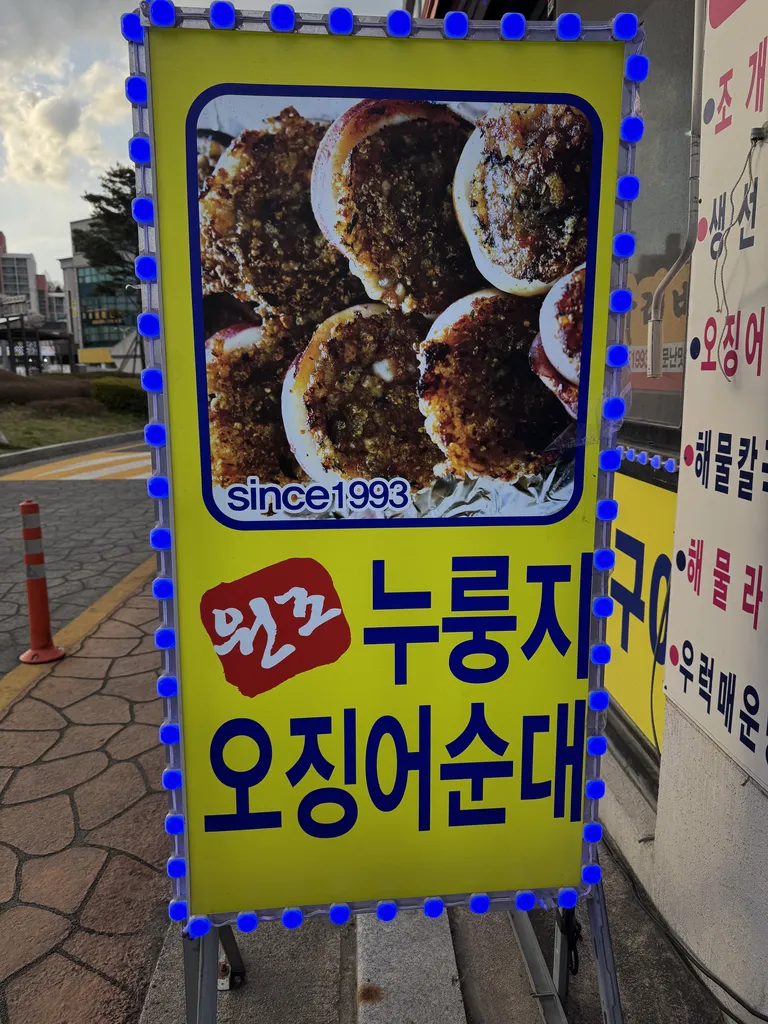 since1993
원조 누룽지
오징어순대
조개
생선
오징어
해물칼
해물라
우럭매운
구